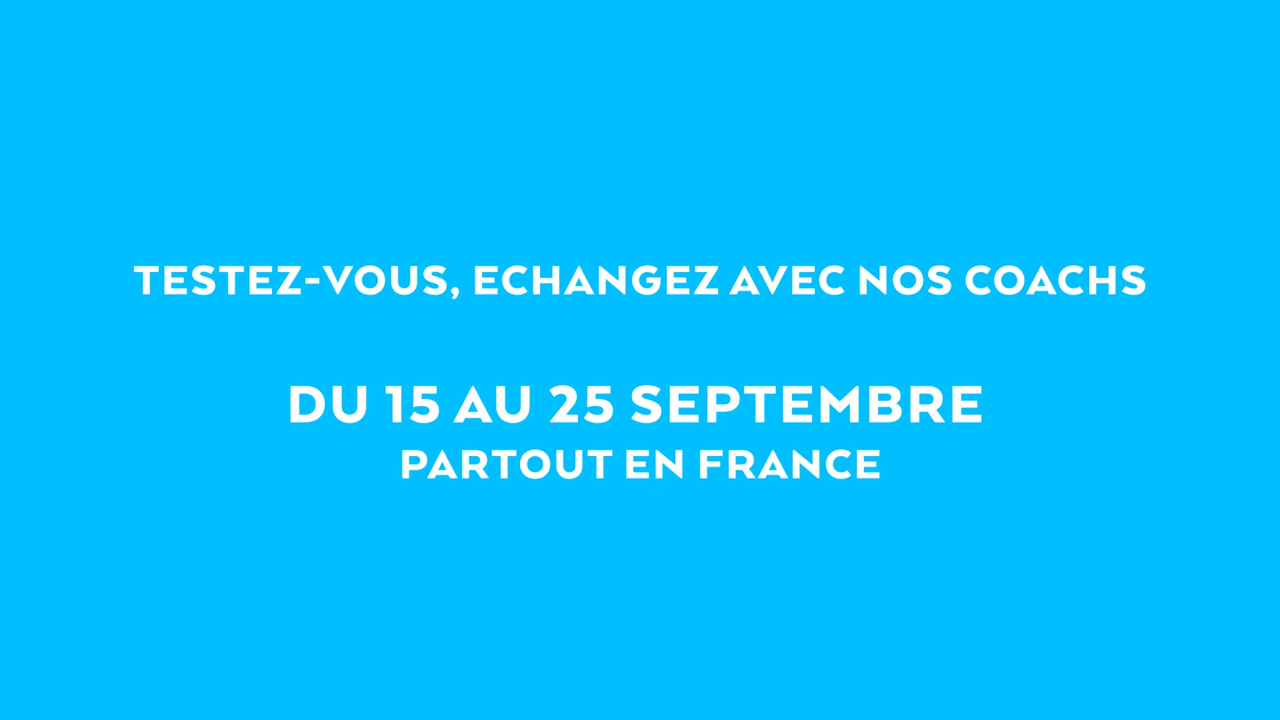 TESTEZ-VOUS, ECHANGEZ AVEC NOS COACHS
DU 15 AU 25 SEPTEMBRE
PARTOUT EN FRANCE